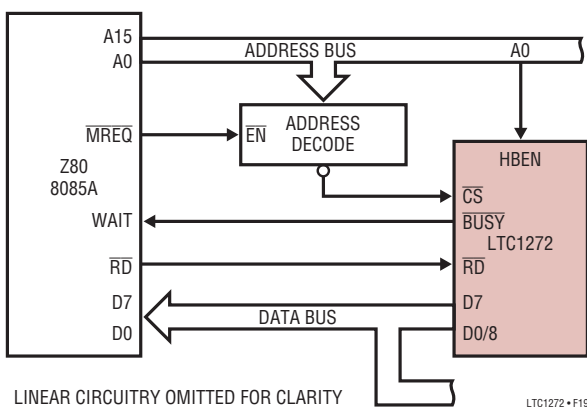 A15
A0
ADDRESS BUS
A0
MREQ
EN
ADDRESS
DECODE
HBEN
Z80
8085A
CS
WAIT
BUSY
LTC1272
RD
RD
D7
D7
D0
DATA BUS
D0/8
LINEAR CIRCUITRY OMITTED FOR CLARITY
LTC1272 • F19